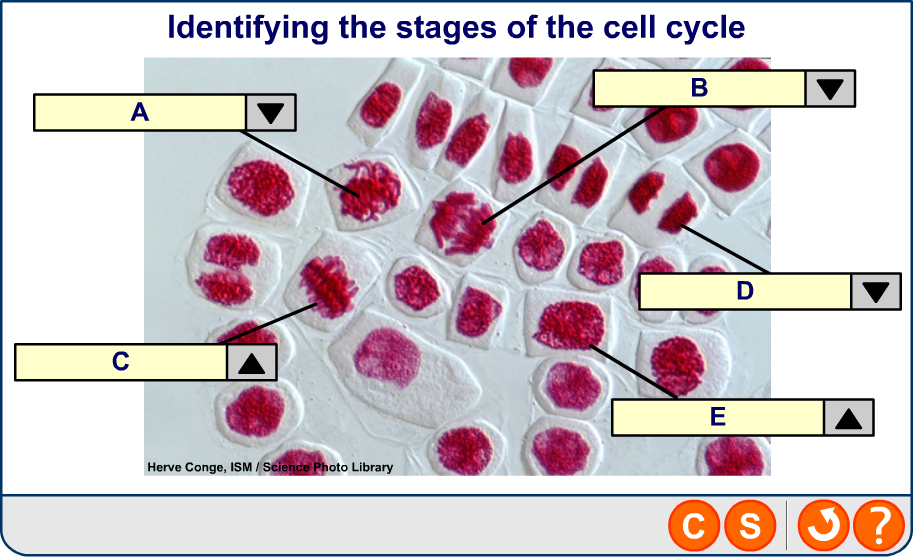 Identifying the stages of the cell cycle
B
A
D
C
E
Herve Conge, ISM / Science Photo Library
C S ?